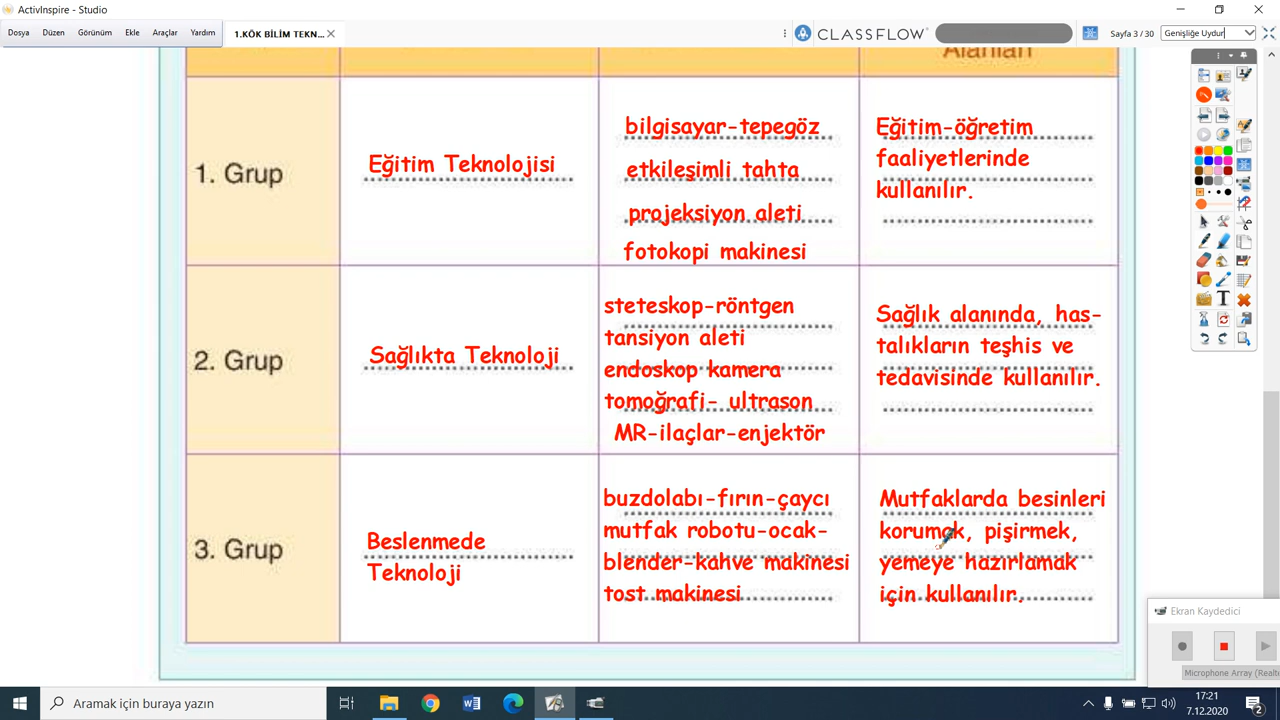 ActivInspire - Studio
Dosya Düzen Görünüm Ekle Araçlar Yardım
1.KÖK BİLİM TEKN...
CLASSFLOW
Sayfa 3 / 30
Genişliğe Uydur
Alanları
1. Grup
Eğitim Teknolojisi
bilgisayar-tepegöz
etkileşimli tahta
projeksiyon aleti
fotokopi makinesi
Eğitim-öğretim
faaliyetlerinde
kullanılır.
2. Grup
Sağlıkta Teknoloji
steteskop-röntgen
tansiyon aleti
endoskop kamera
tomoğrafi- ultrason
MR-ilaçlar-enjektör
Sağlık alanında, has-
talıkların teşhis ve
tedavisinde kullanılır.
3. Grup
Beslenmede
Teknoloji
buzdolabı-fırın-çaycı
mutfak robotu-ocak-
blender-kahve makinesi
tost makinesi
Mutfaklarda besinleri
korumak, pişirmek,
yemeye hazırlamak
için kullanılır.
Ekran Kaydedici
Microphone Array (Realte
Aramak için buraya yazın
17:21
7.12.2020
2